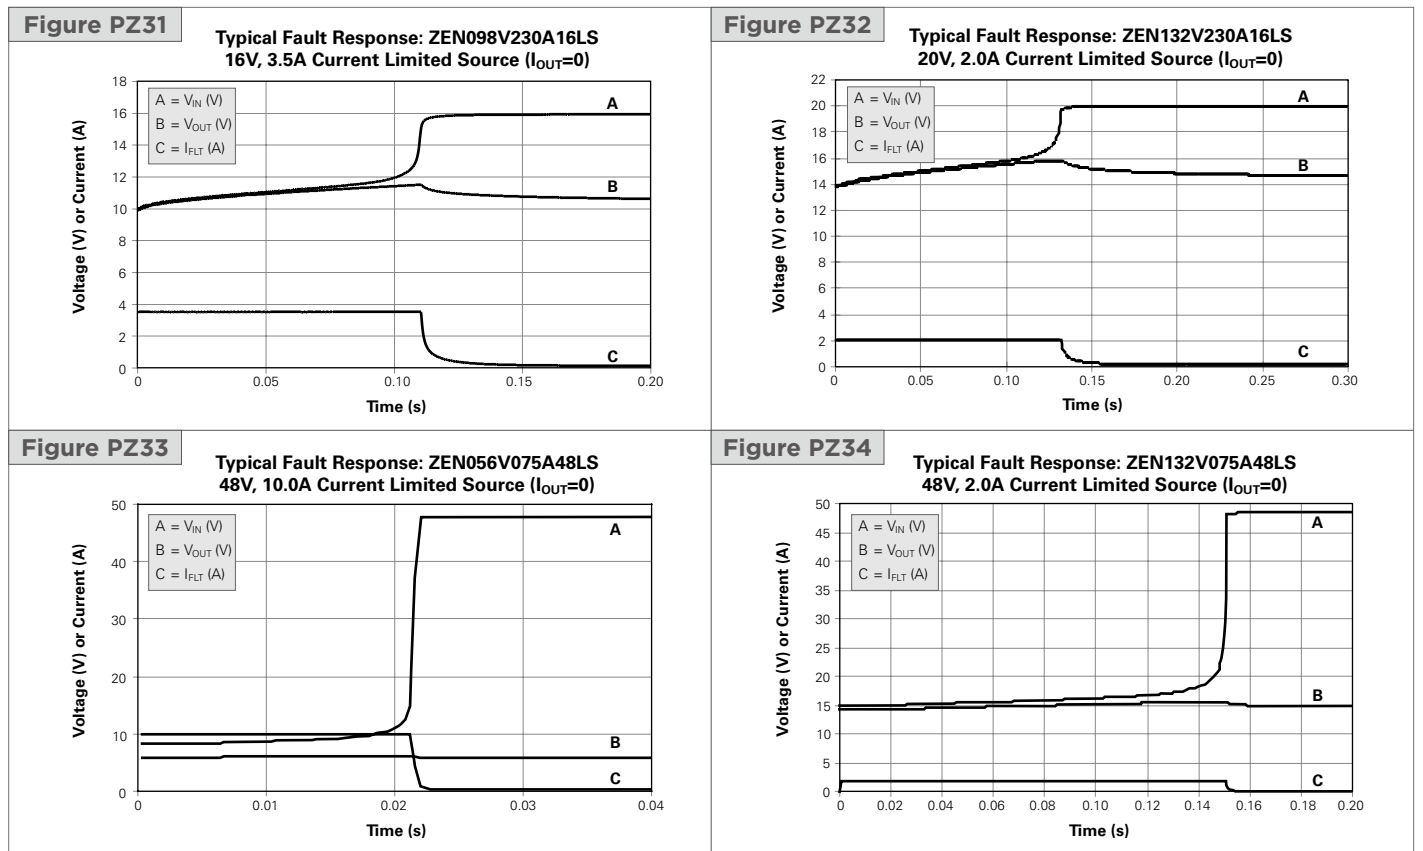 Figure PZ31
Typical Fault Response: ZEN098V230A16LS
16V, 3.5A Current Limited Source (IOUT=0)
Voltage (V) or Current (A)
18
16
14
12
10
8
6
4
2
0
A = VIN (V)
B = VOUT (V)
C = IFLT (A)
A
B
C
0
0.05
0.10
0.15
0.20
Time (s)
Figure PZ32
Typical Fault Response: ZEN132V230A16LS
20V, 2.0A Current Limited Source (IOUT=0)
Voltage (V) or Current (A)
22
20
18
16
14
12
10
8
6
4
2
0
A = VIN (V)
B = VOUT (V)
C = IFLT (A)
A
B
C
0
0.05
0.10
0.15
0.20
0.25
0.30
Time (s)
Figure PZ33
Typical Fault Response: ZEN056V075A48LS
48V, 10.0A Current Limited Source (IOUT=0)
Voltage (V) or Current (A)
50
40
30
20
10
0
A = VIN (V)
B = VOUT (V)
C = IFLT (A)
A
B
C
0
0.01
0.02
0.03
0.04
Time (s)
Figure PZ34
Typical Fault Response: ZEN132V075A48LS
48V, 2.0A Current Limited Source (IOUT=0)
Voltage (V) or Current (A)
50
45
40
35
30
25
20
15
10
5
0
A = VIN (V)
B = VOUT (V)
C = IFLT (A)
A
B
C
0
0.02
0.04
0.06
0.08
0.10
0.12
0.14
0.16
0.18
0.20
Time (s)